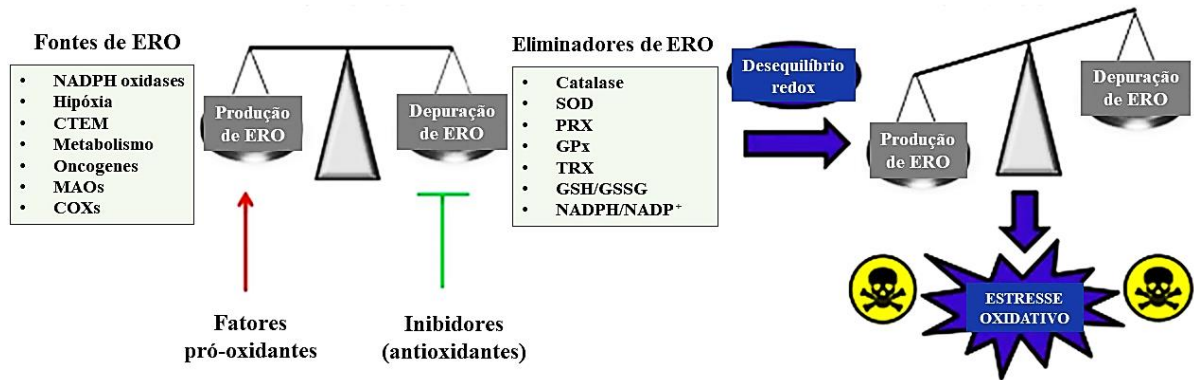 Fontes de ERO
• NADPH oxidases
• Hipóxia
• CTEM
• Metabolismo
• Oncogenes
• MAOs
• COXs
Produção
de ERO
Depuração
de ERO
Fatores
pró-oxidantes
Inibidores
(antioxidantes)
Eliminadores de ERO
• Catalase
• SOD
• PRX
• GPx
• TRX
• GSH/GSSG
• NADPH/NADP⁺
Desequilíbrio
redox
Produção
de ERO
Depuração
de ERO
ESTRESSE
OXIDATIVO